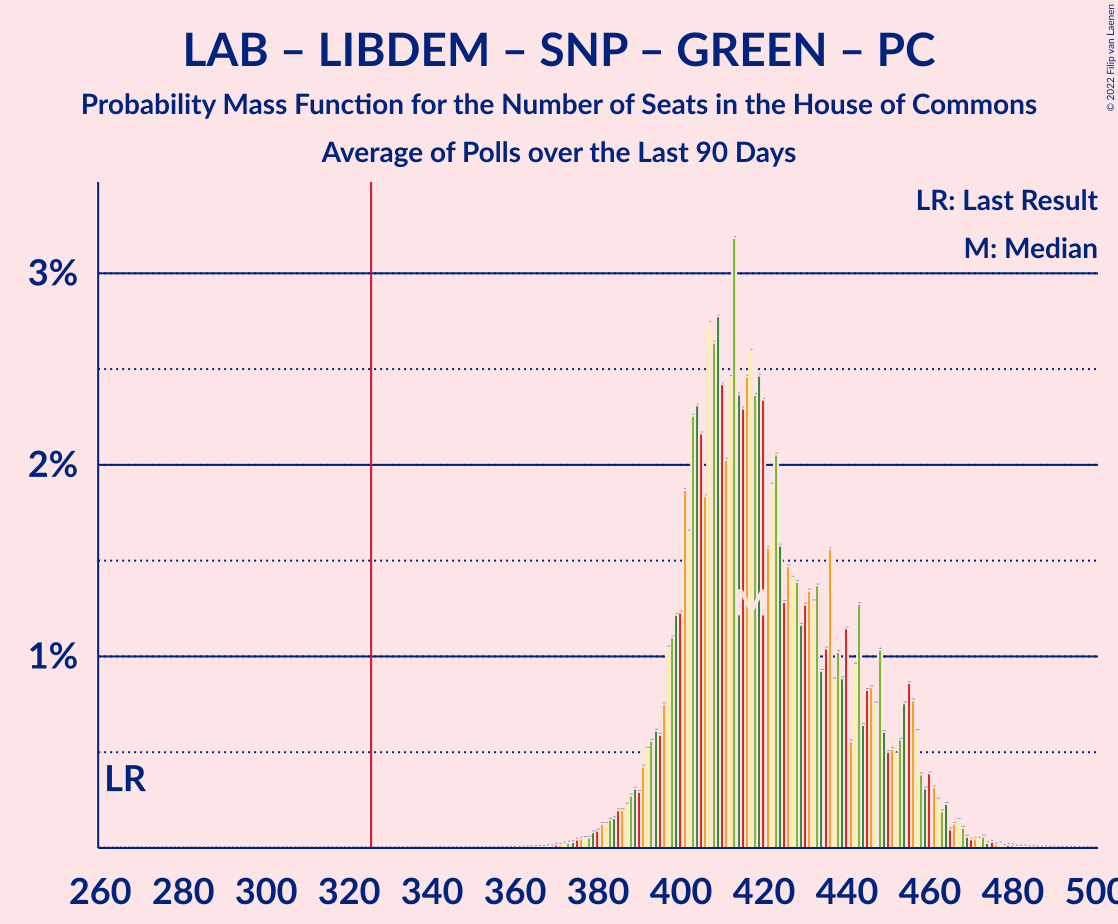 LAB – LIBDEM – SNP – GREEN – PC
Probability Mass Function for the Number of Seats in the House of Commons
Average of Polls over the Last 90 Days
© 2022 Filip van Laenen
LR: Last Result
M: Median
3%
2%
1%
LR
M
260 280 300 320 340 360 380 400 420 440 460 480 500